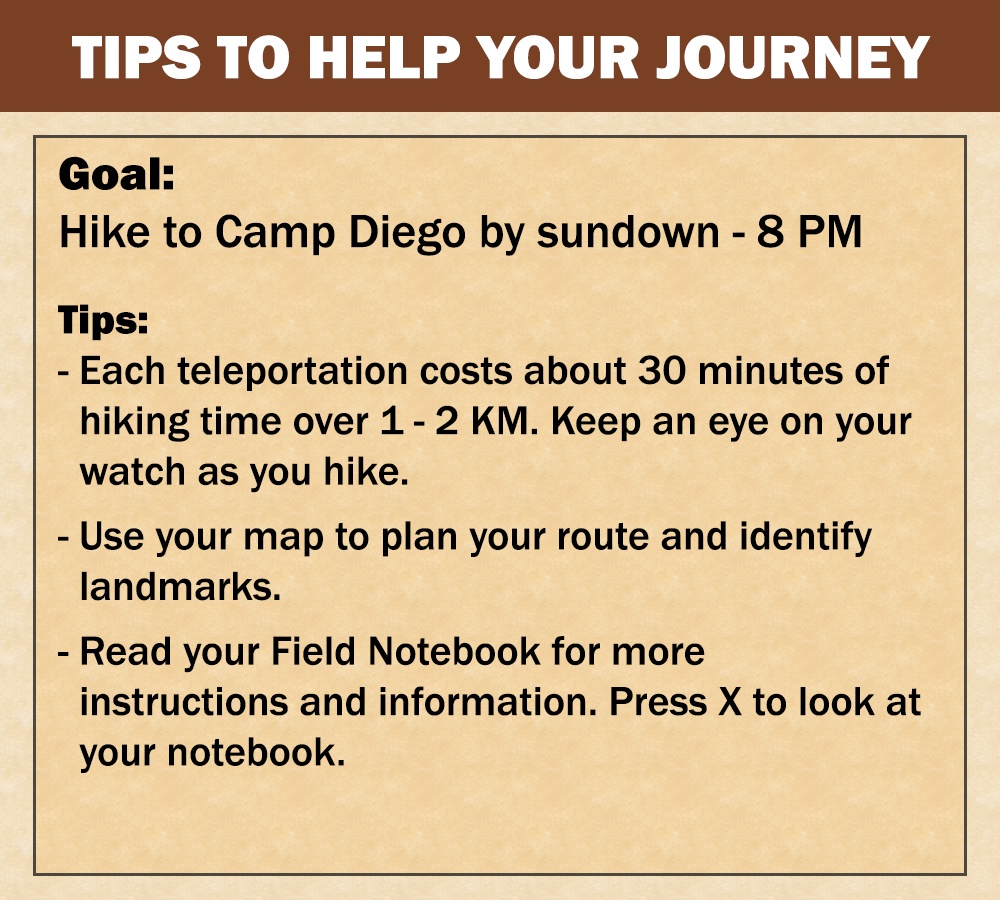 TIPS TO HELP YOUR JOURNEY
Goal:
Hike to Camp Diego by sundown - 8 PM
Tips:
- Each teleportation costs about 30 minutes of
hiking time over 1 - 2 KM. Keep an eye on your
watch as you hike.
- Use your map to plan your route and identify
landmarks.
- Read your Field Notebook for more
instructions and information. Press X to look at
your notebook.